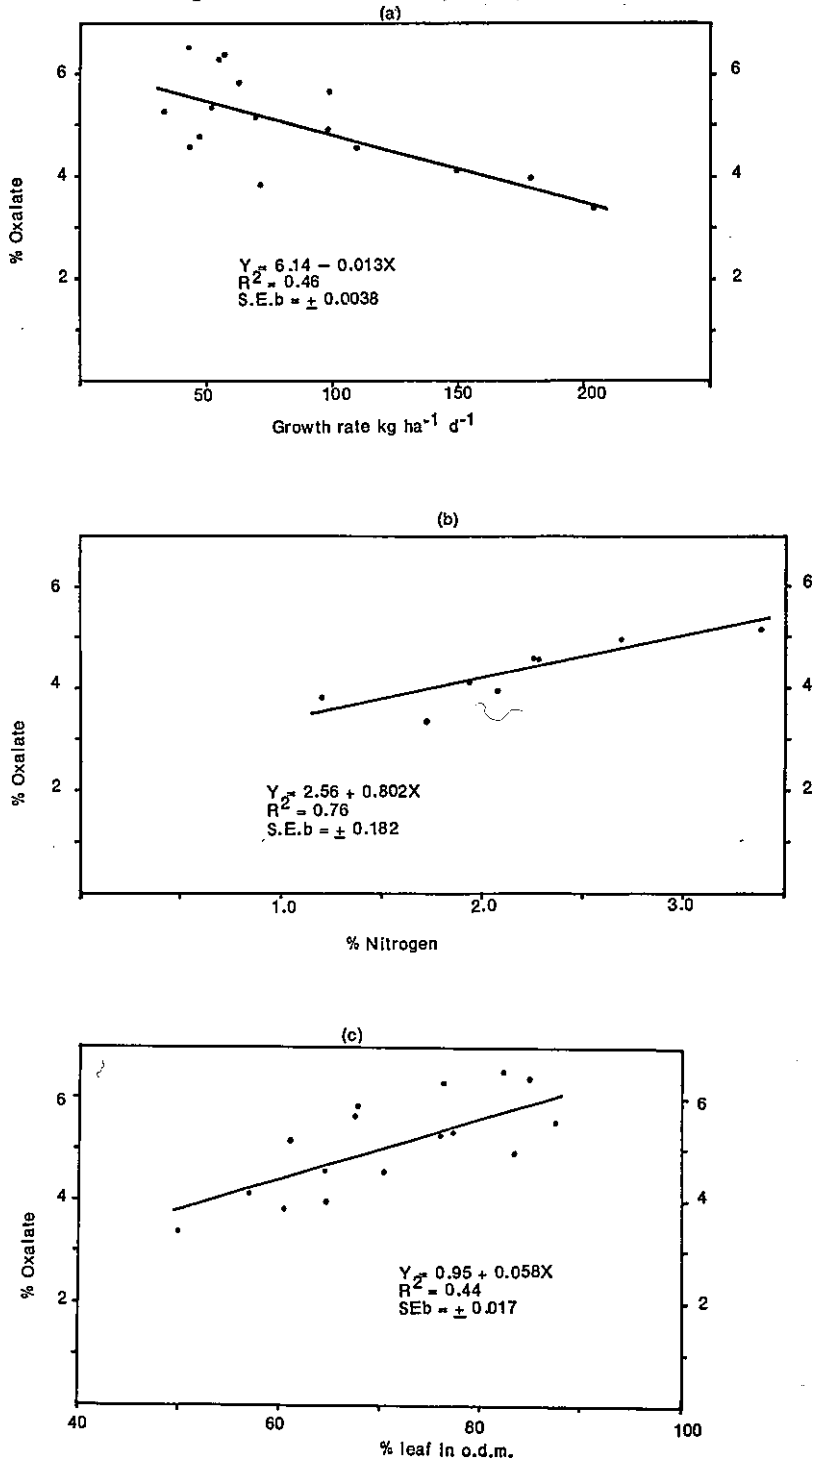 (a)
6
6
4
4
2
2
% Oxalate
Y = 6.14 − 0.013X
R2 = 0.46
S.E.b = ± 0.0038
50
100
150
200
Growth rate kg ha-1 d-1
(b)
6
6
4
4
2
2
% Oxalate
Y = 2.56 + 0.802X
R2 = 0.76
S.E.b = ± 0.182
1.0
2.0
3.0
% Nitrogen
(c)
6
6
4
4
2
2
% Oxalate
Y = 0.95 + 0.058X
R2 = 0.44
SEb = ± 0.017
40
60
80
100
% leaf in o.d.m.